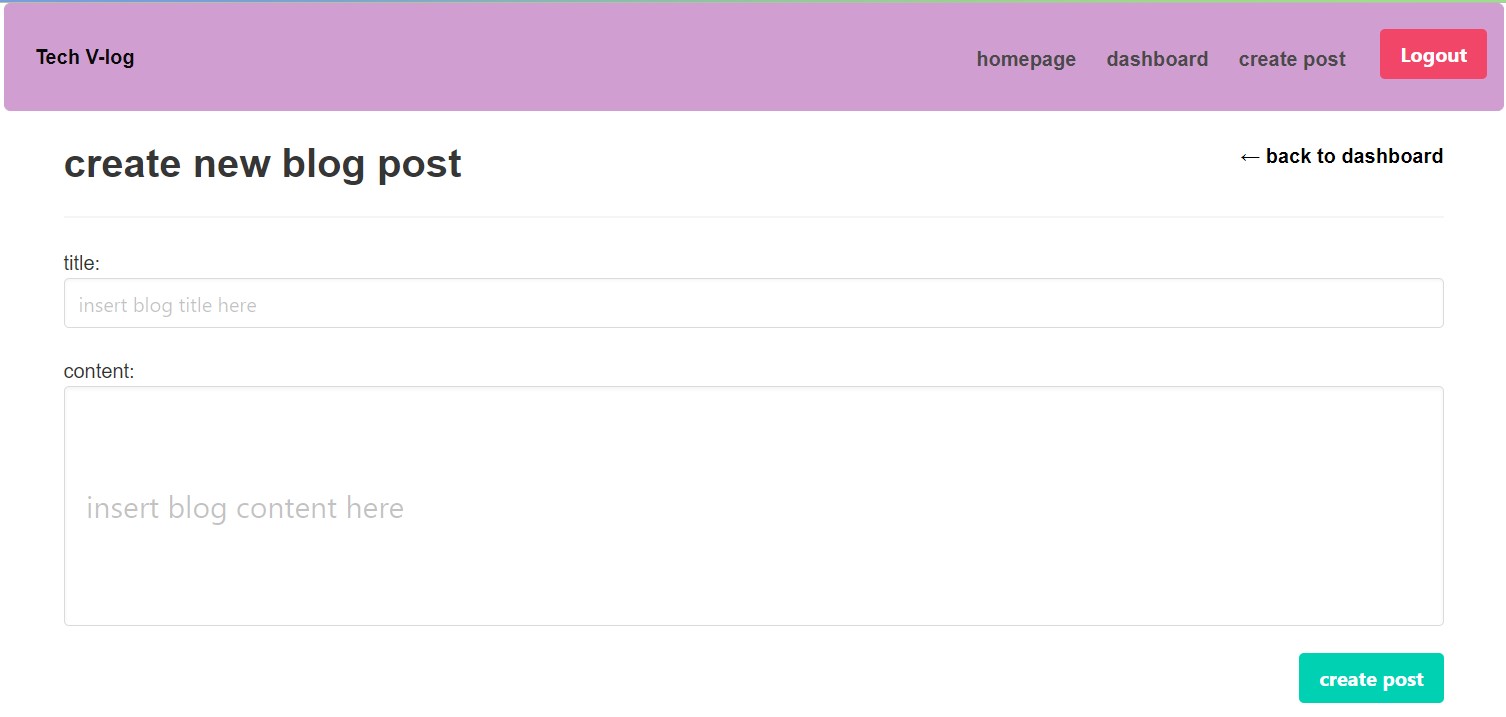 Tech V-log
homepage dashboard create post Logout
create new blog post
← back to dashboard
title:
insert blog title here
content:
insert blog content here
create post